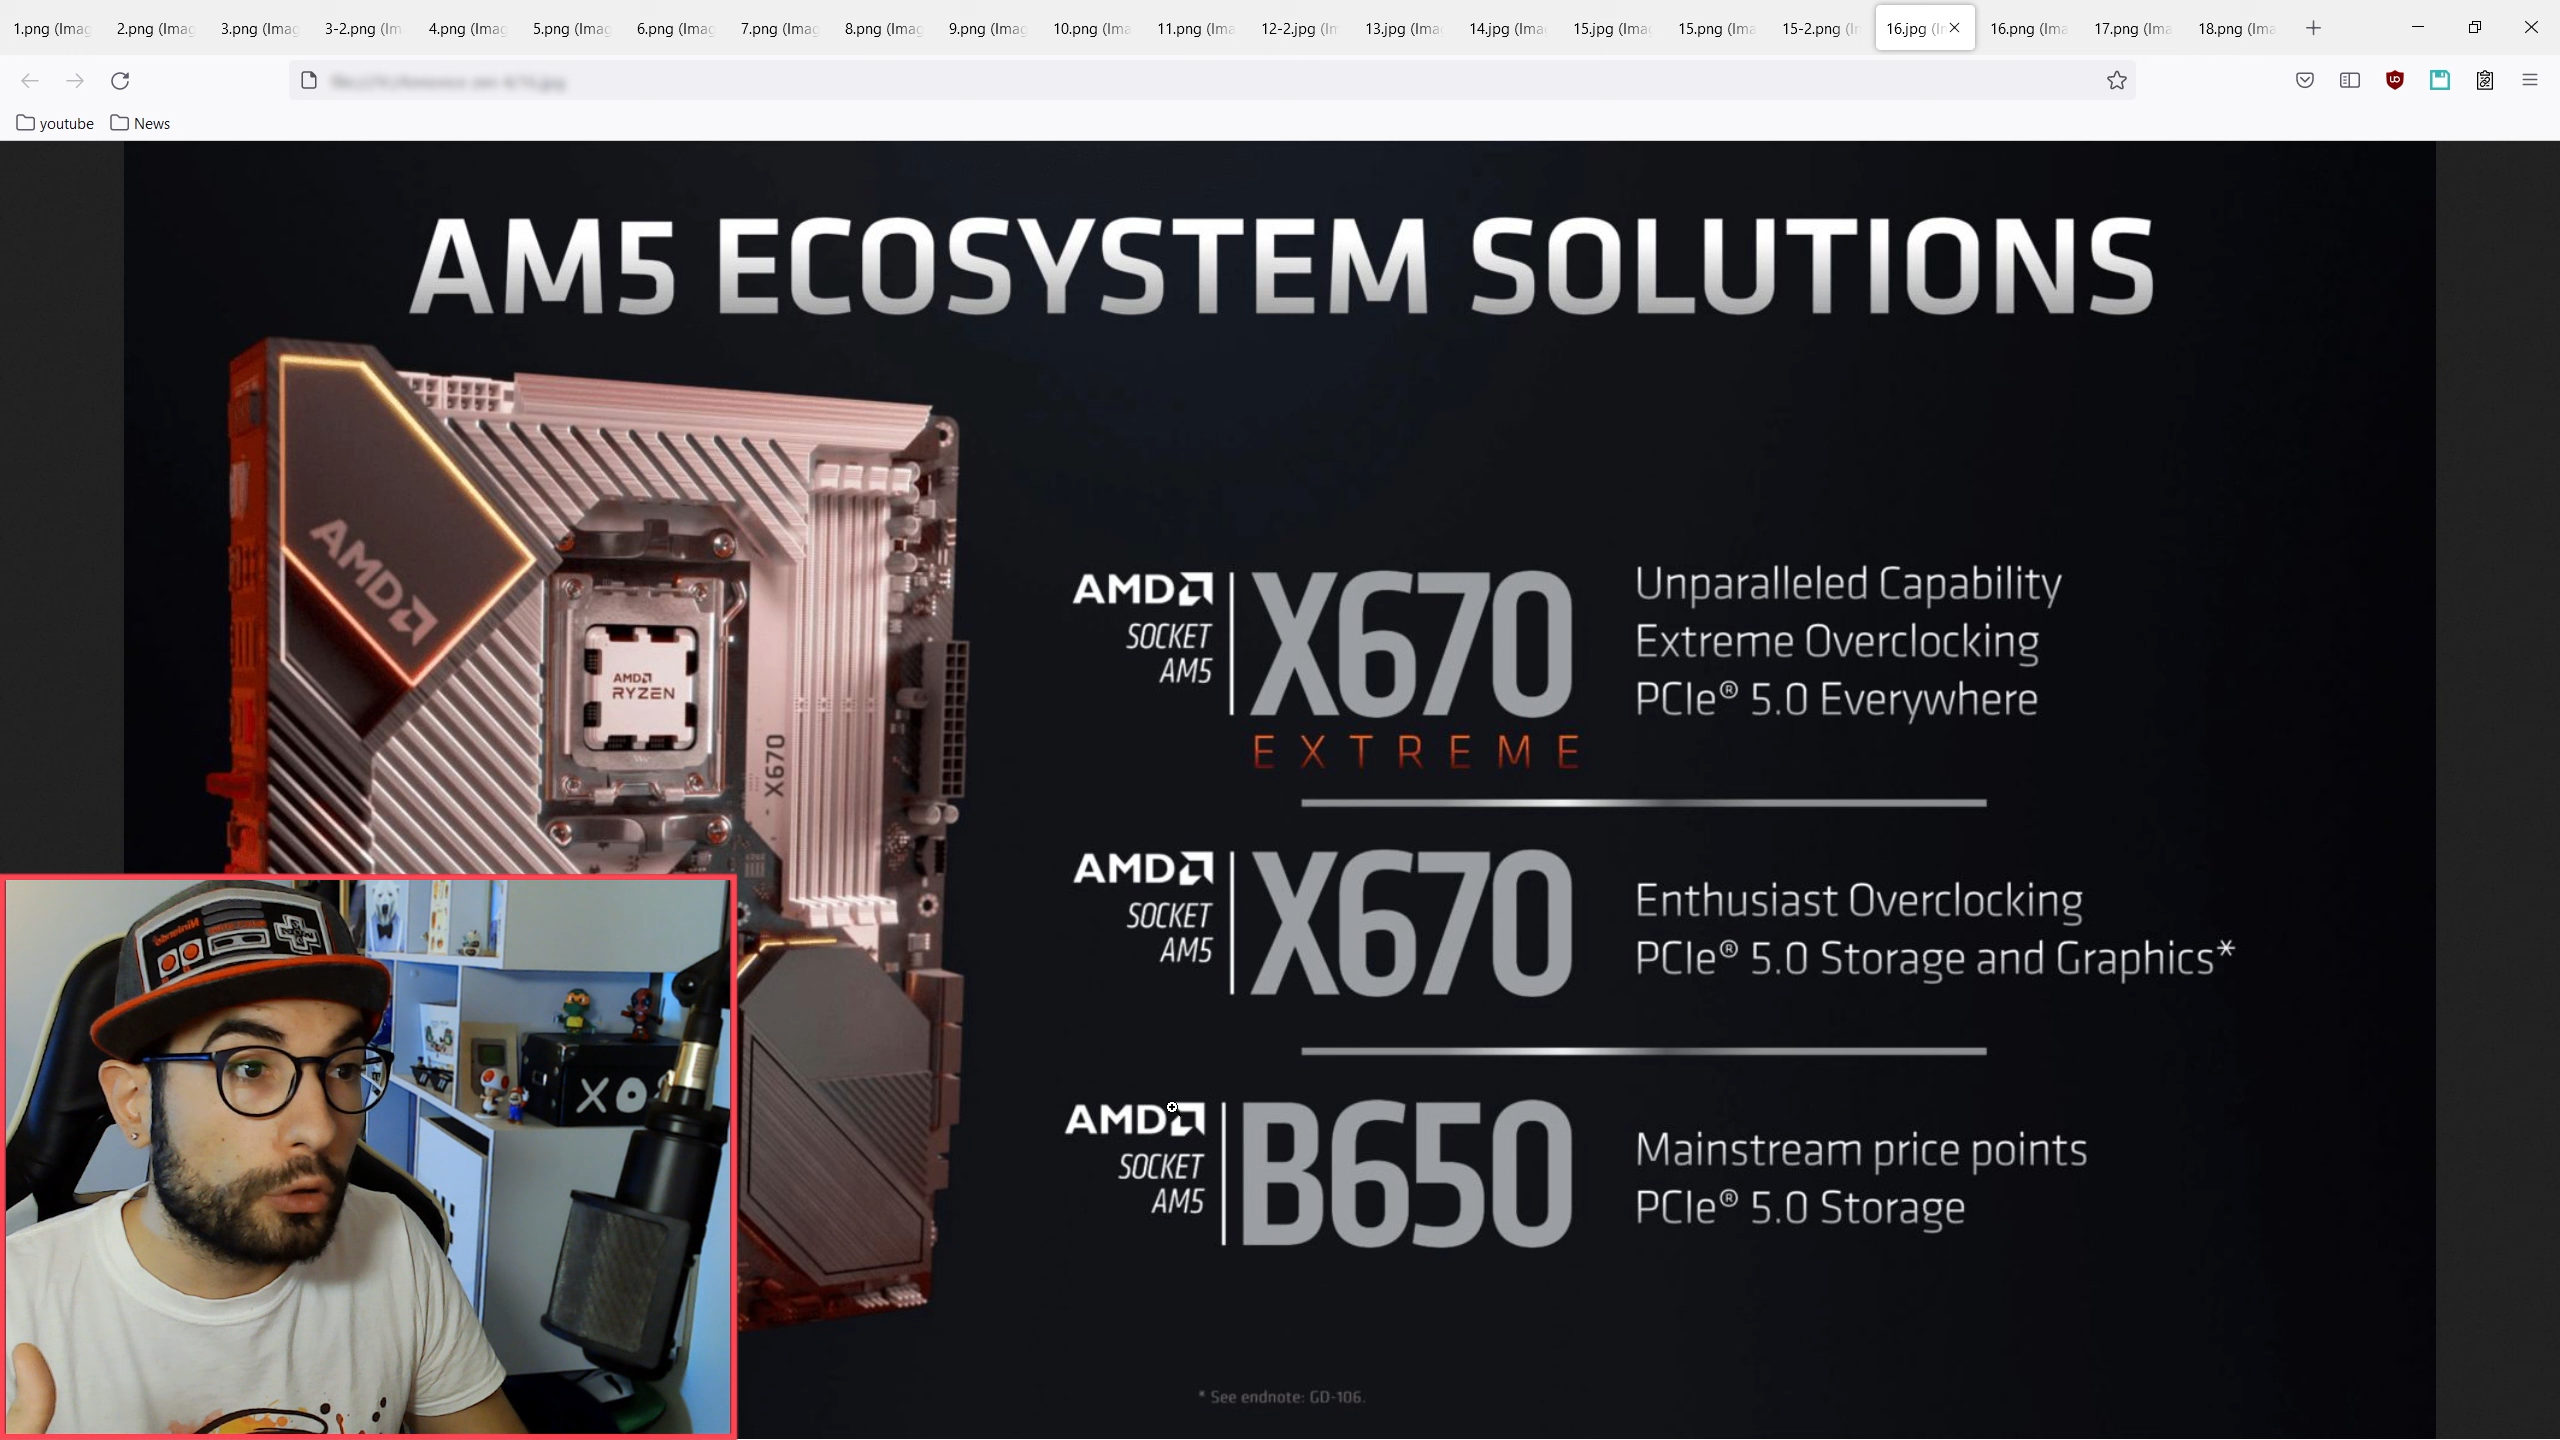 1.png (Imag
2.png (Imag
3.png (Imag
3-2.png (Im
4.png (Imag
5.png (Imag
6.png (Imag
7.png (Imag
8.png (Imag
9.png (Imag
10.png (Ima
11.png (Ima
12-2.jpg (Im
13.jpg (Ima
14.jpg (Ima
15.jpg (Imag
15.png (Ima
15-2.png (Im
16.jpg (Im
16.png (Ima
17.png (Ima
18.png (Ima
youtube News
AM5 ECOSYSTEM SOLUTIONS
AMD
AMD
RYZEN
X670
AMD
SOCKET
AM5
X670
EXTREME
Unparalleled Capability
Extreme Overclocking
PCIe® 5.0 Everywhere
AMD
SOCKET
AM5
X670
Enthusiast Overclocking
PCIe® 5.0 Storage and Graphics*
AMD
SOCKET
AM5
B650
Mainstream price points
PCIe® 5.0 Storage
* See endnote: GD-106.